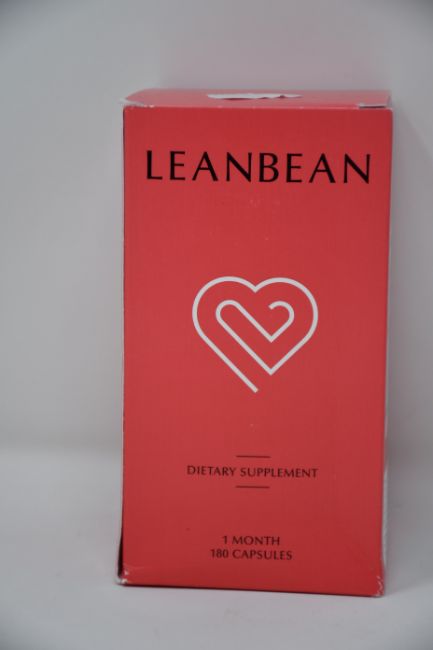 LEANBEAN
DIETARY SUPPLEMENT
1 MONTH
180 CAPSULES